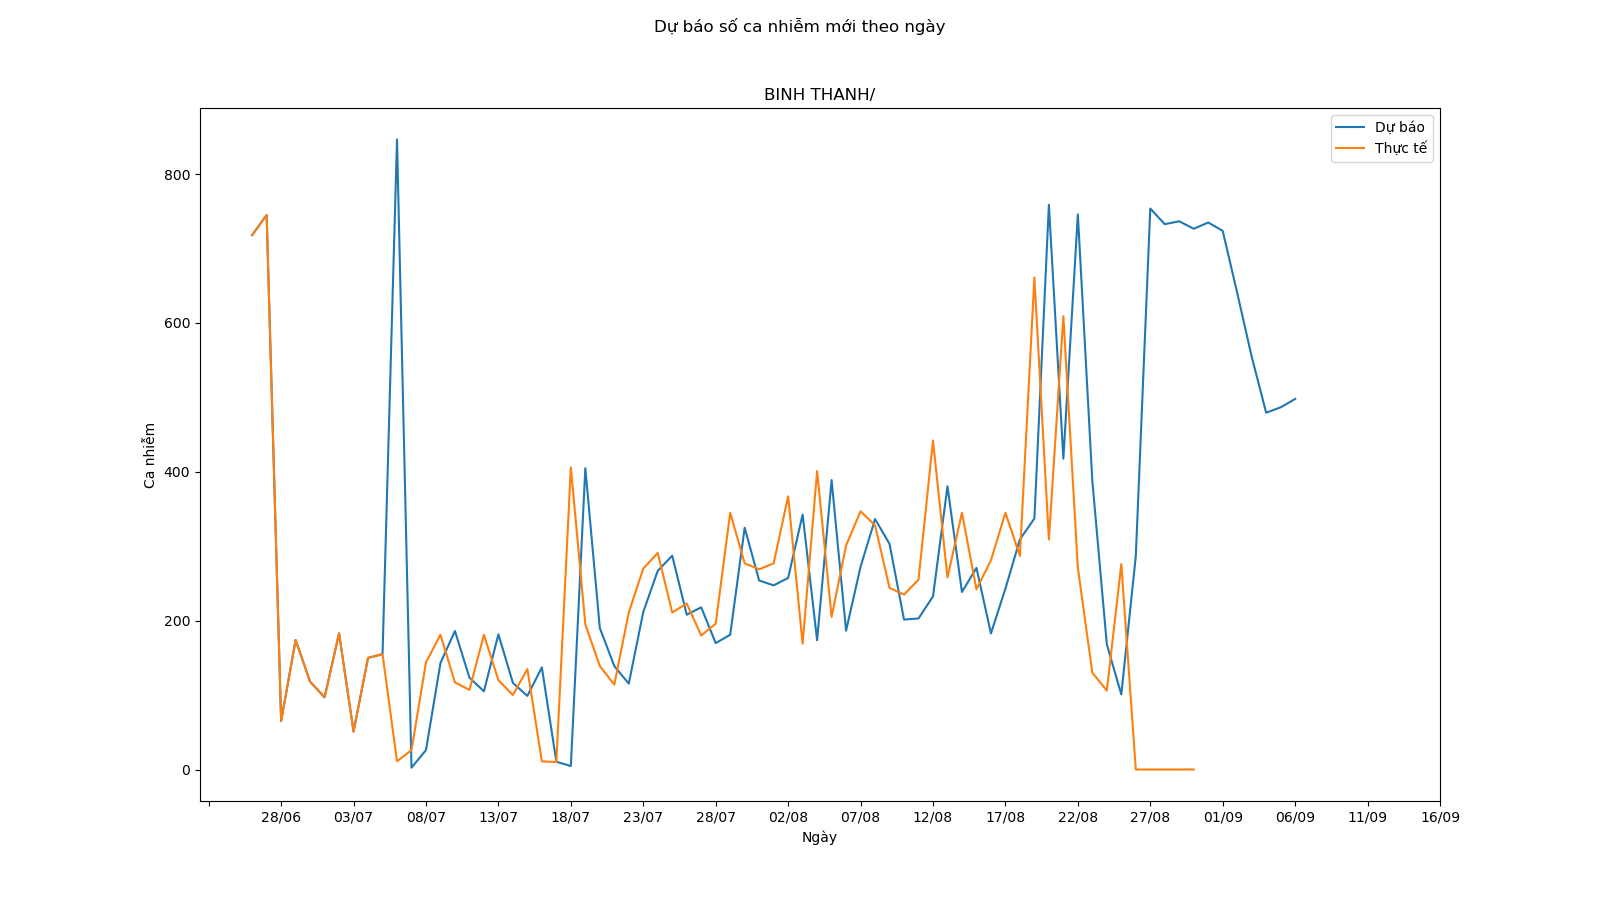 Dự báo số ca nhiễm mới theo ngày
BINH THANH/
Dự báo
Thực tế
800
600
400
200
0
Ca nhiễm
28/06 03/07 08/07 13/07 18/07 23/07 28/07 02/08 07/08 12/08 17/08 22/08 27/08 01/09 06/09 11/09 16/09
Ngày